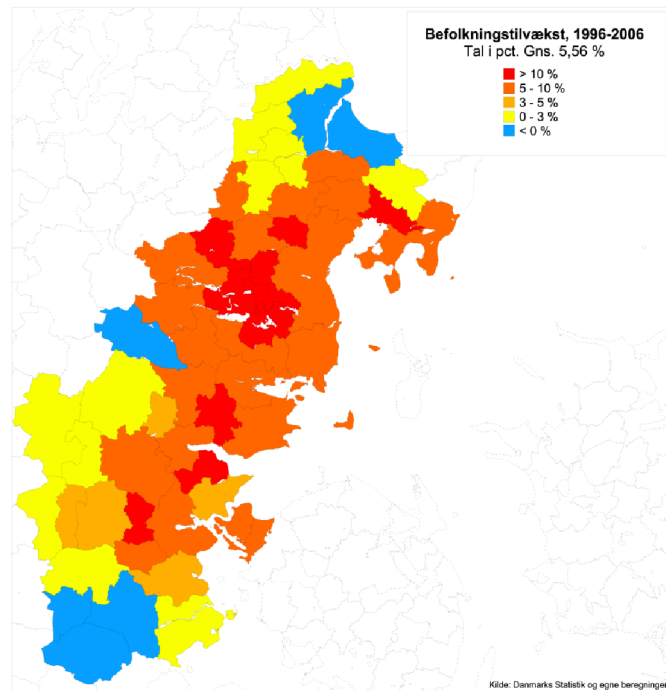 Befolkningstilvækst, 1996-2006
Tal i pct. Gns. 5,56 %
> 10 %
5 - 10 %
3 - 5 %
0 - 3 %
< 0 %
Kilde: Danmarks Statistik og egne beregninger